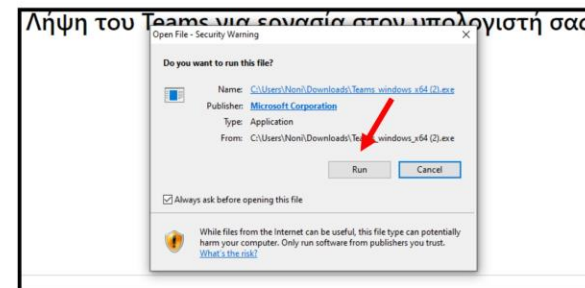 Λήψη του Teams για εργασία στον υπολογιστή σας
Open File - Security Warning
Do you want to run this file?
Name: C:\Users\Noni\Downloads\Teams_windows_x64 (2).exe
Publisher: Microsoft Corporation
Type: Application
From: C:\Users\Noni\Downloads\Teams_windows_x64 (2).exe
Run Cancel
Always ask before opening this file
While files from the Internet can be useful, this file type can potentially
harm your computer. Only run software from publishers you trust.
What's the risk?